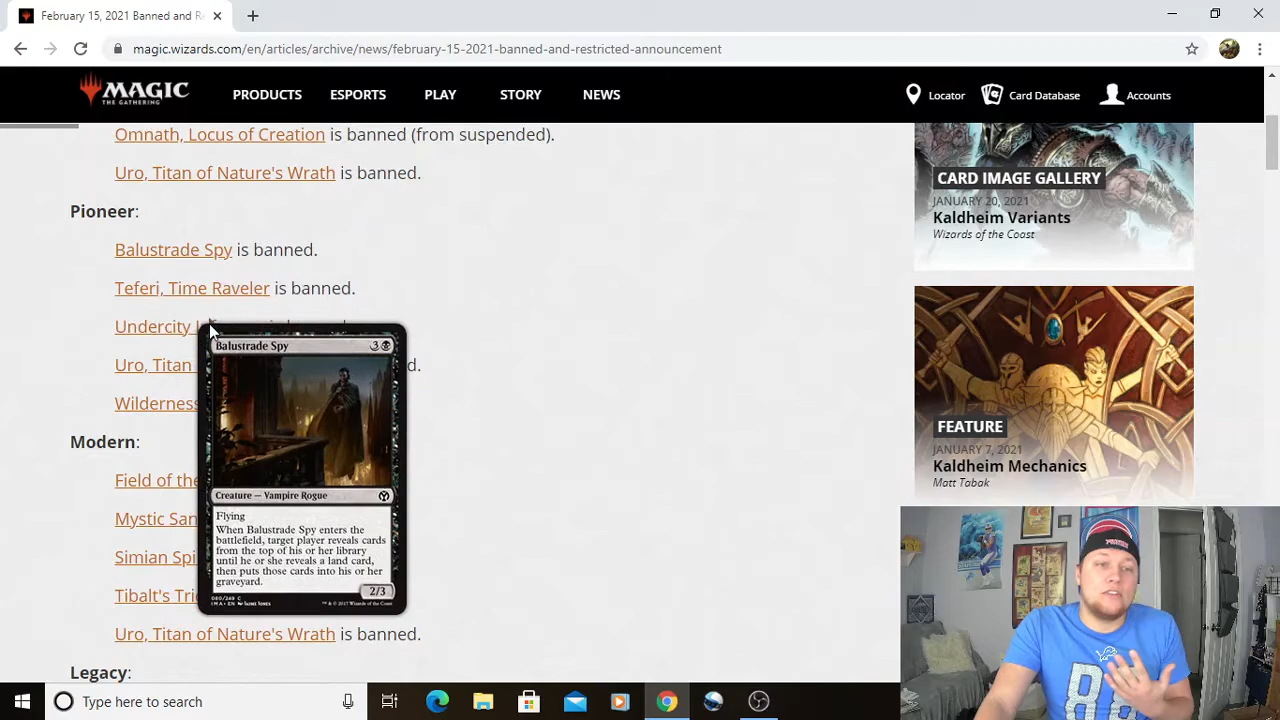 February 15, 2021 Banned and Re
magic.wizards.com/en/articles/archive/news/february-15-2021-banned-and-restricted-announcement
MAGIC
THE GATHERING
PRODUCTS
ESPORTS
PLAY
STORY
NEWS
Locator
Card Database
Accounts
Omnath, Locus of Creation is banned (from suspended).
Uro, Titan of Nature's Wrath is banned.
Pioneer:
Balustrade Spy is banned.
Teferi, Time Raveler is banned.
Undercity
Uro, Titan
Wilderness
Modern:
Field of the
Mystic San
Simian Spi
Tibalt's Tri
Uro, Titan of Nature's Wrath is banned.
Legacy:
Balustrade Spy 3
Creature — Vampire Rogue
Flying
When Balustrade Spy enters the
battlefield, target player reveals cards
from the top of his or her library
until he or she reveals a land card,
then puts those cards into his or her
graveyard.
2/3
CARD IMAGE GALLERY
JANUARY 20, 2021
Kaldheim Variants
Wizards of the Coast
FEATURE
JANUARY 7, 2021
Kaldheim Mechanics
Matt Tabak
Type here to search